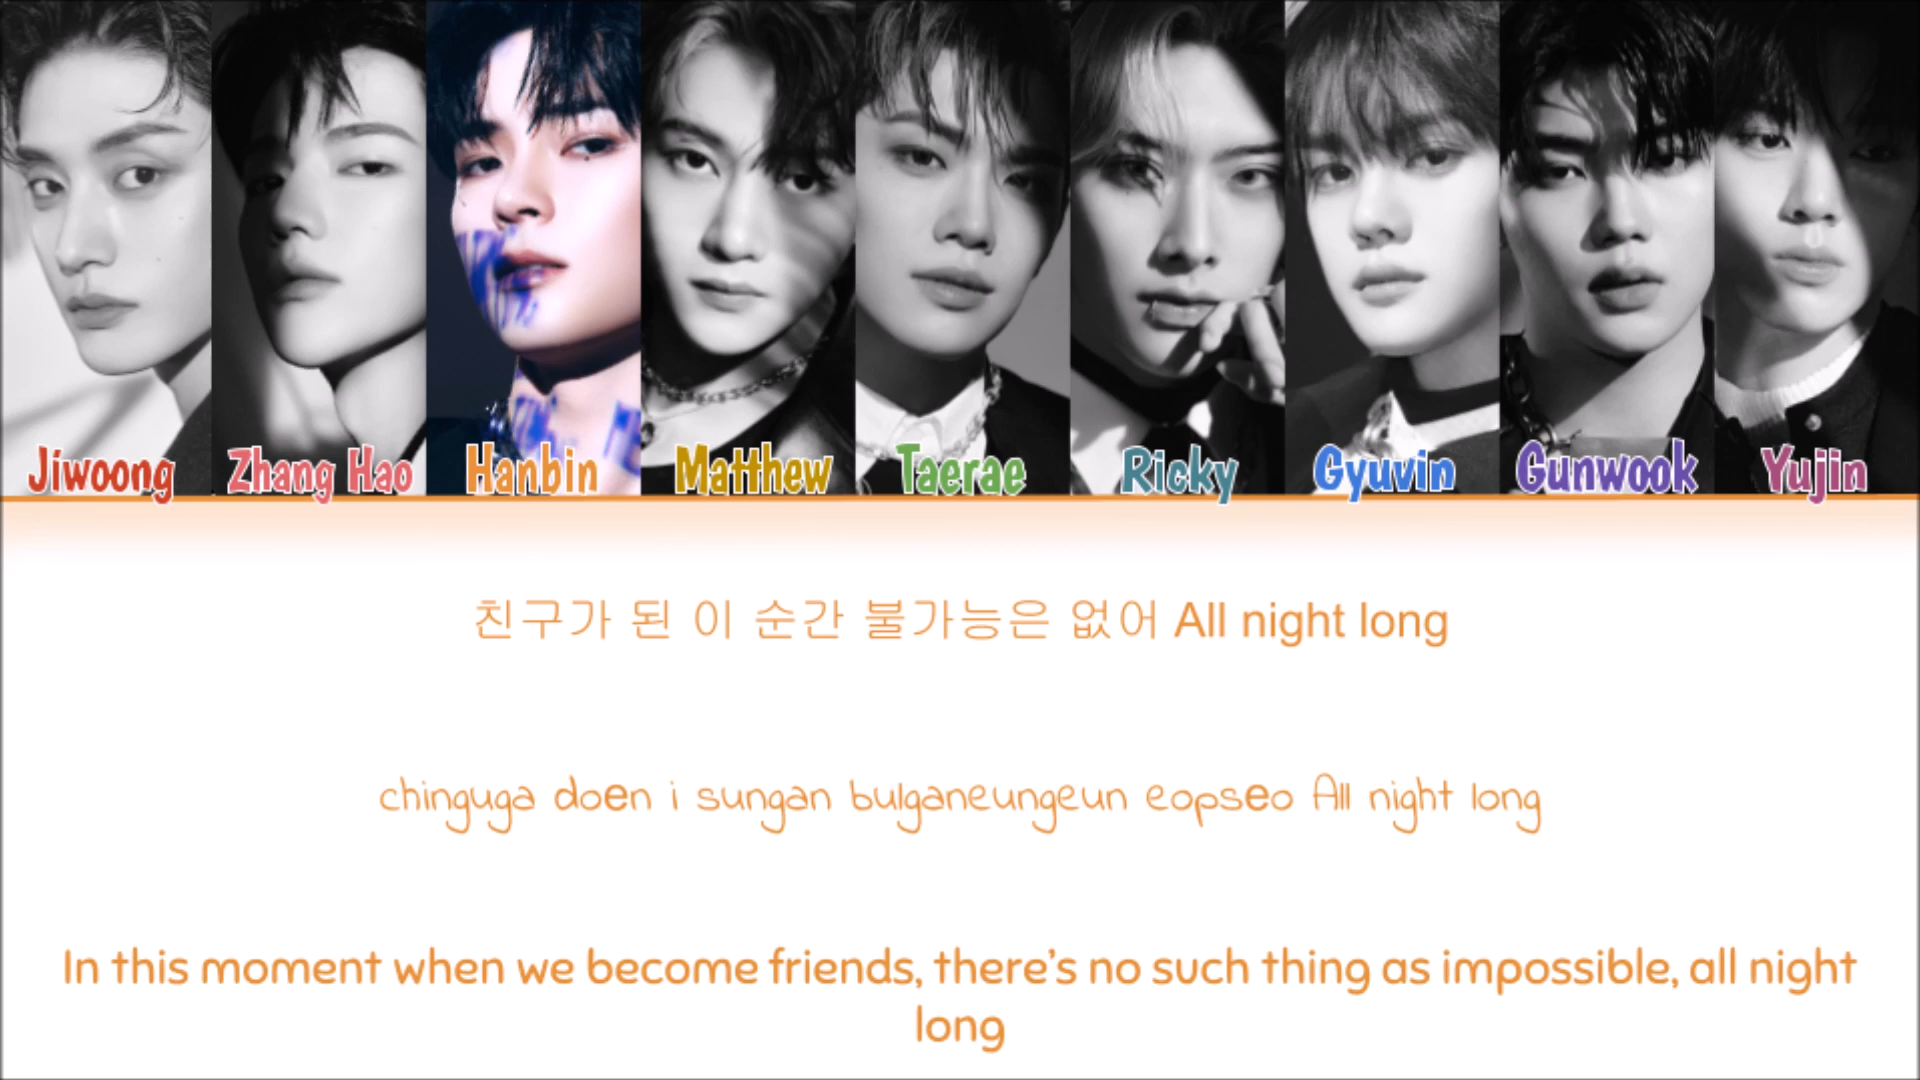 Jiwoong Zhang Hao Hanbin Matthew Taerae Ricky Gyuvin Gunwook Yujin
친구가 된 이 순간 불가능은 없어 All night long
chinguga doen i sungan bulganeungeun eopseo All night long
In this moment when we become friends, there's no such thing as impossible, all night
long